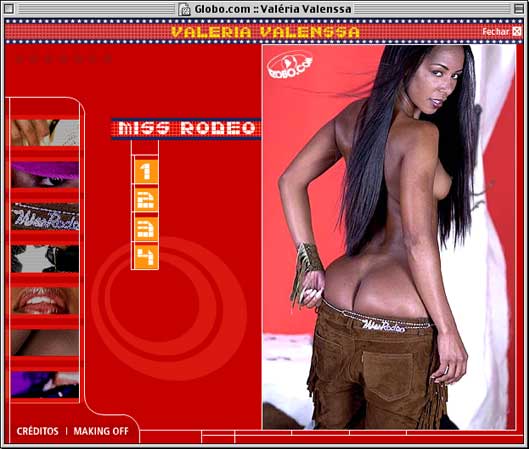 Globo.com :: Valéria Valenssa
VALERIA VALENSSA
Fechar
GLOBO.COM
MISS RODEO
1
2
3
4
Miss Rodeo
Miss Rodeo
CRÉDITOS | MAKING OFF